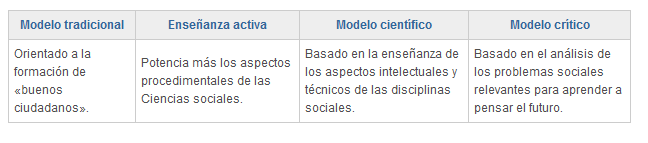 Modelo tradicional
Enseñanza activa
Modelo científico
Modelo crítico
Orientado a la
formación de
«buenos
ciudadanos».
Potencia más los aspectos
procedimentales de las
Ciencias sociales.
Basado en la enseñanza de
los aspectos intelectuales y
técnicos de las disciplinas
sociales.
Basado en el análisis de
los problemas sociales
relevantes para aprender a
pensar el futuro.